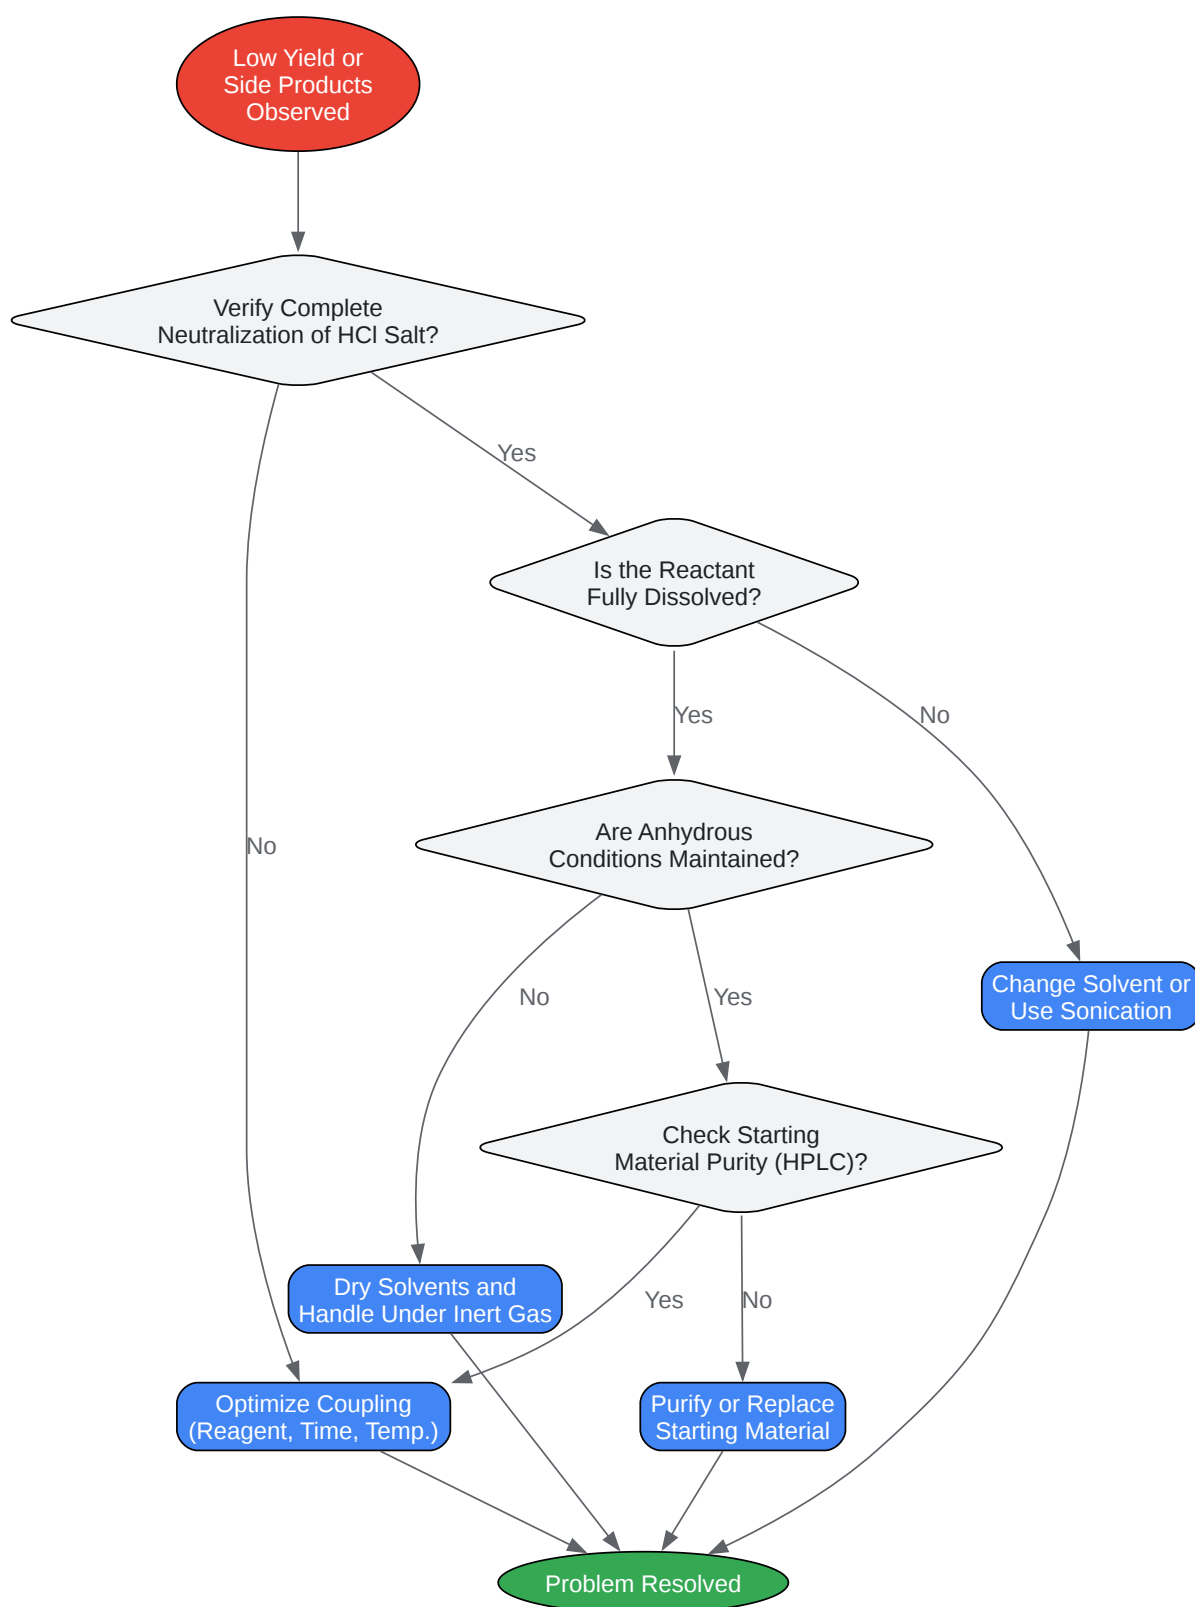 Low Yield or
Side Products
Observed
Verify Complete
Neutralization of HCl Salt?
Yes
Is the Reactant
Fully Dissolved?
Yes
No
Are Anhydrous
Conditions Maintained?
No
No
Yes
Change Solvent or
Use Sonication
Check Starting
Material Purity (HPLC)?
Dry Solvents and
Handle Under Inert Gas
Yes
No
Optimize Coupling
(Reagent, Time, Temp.)
Purify or Replace
Starting Material
Problem Resolved